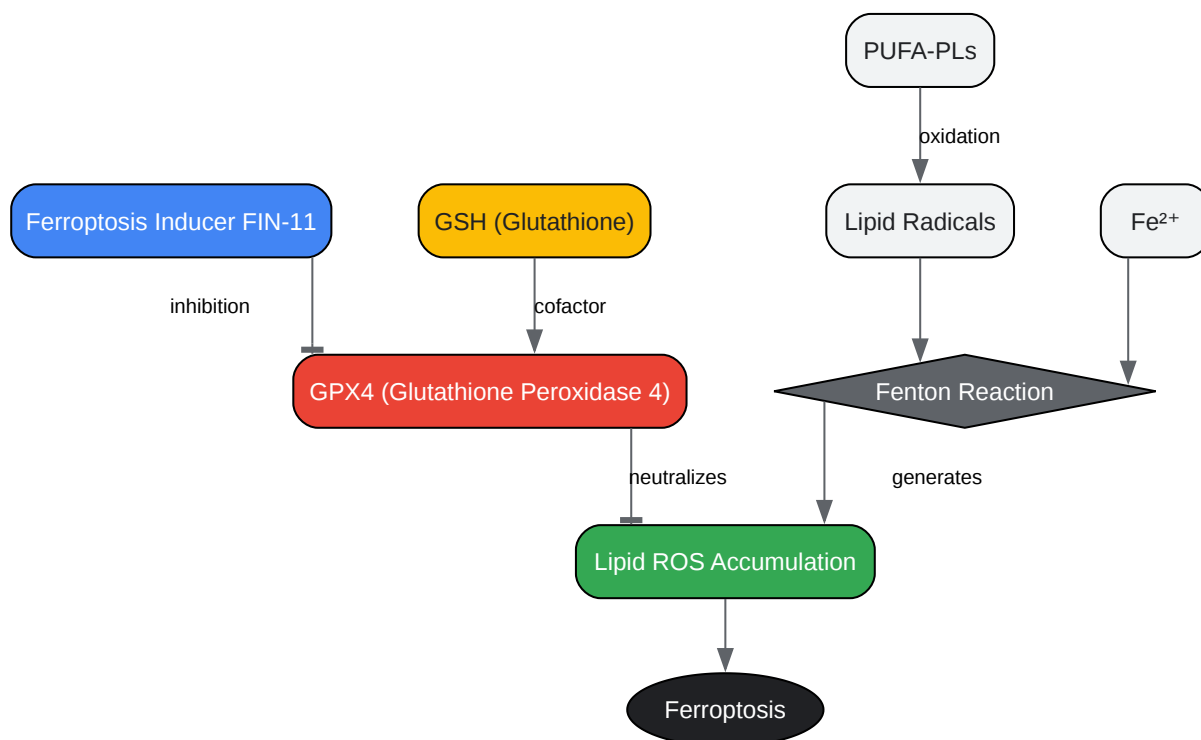 PUFA-PLs
oxidation
Ferroptosis Inducer FIN-11
GSH (Glutathione)
Lipid Radicals
Fe²⁺
inhibition
cofactor
GPX4 (Glutathione Peroxidase 4)
Fenton Reaction
neutralizes
generates
Lipid ROS Accumulation
Ferroptosis